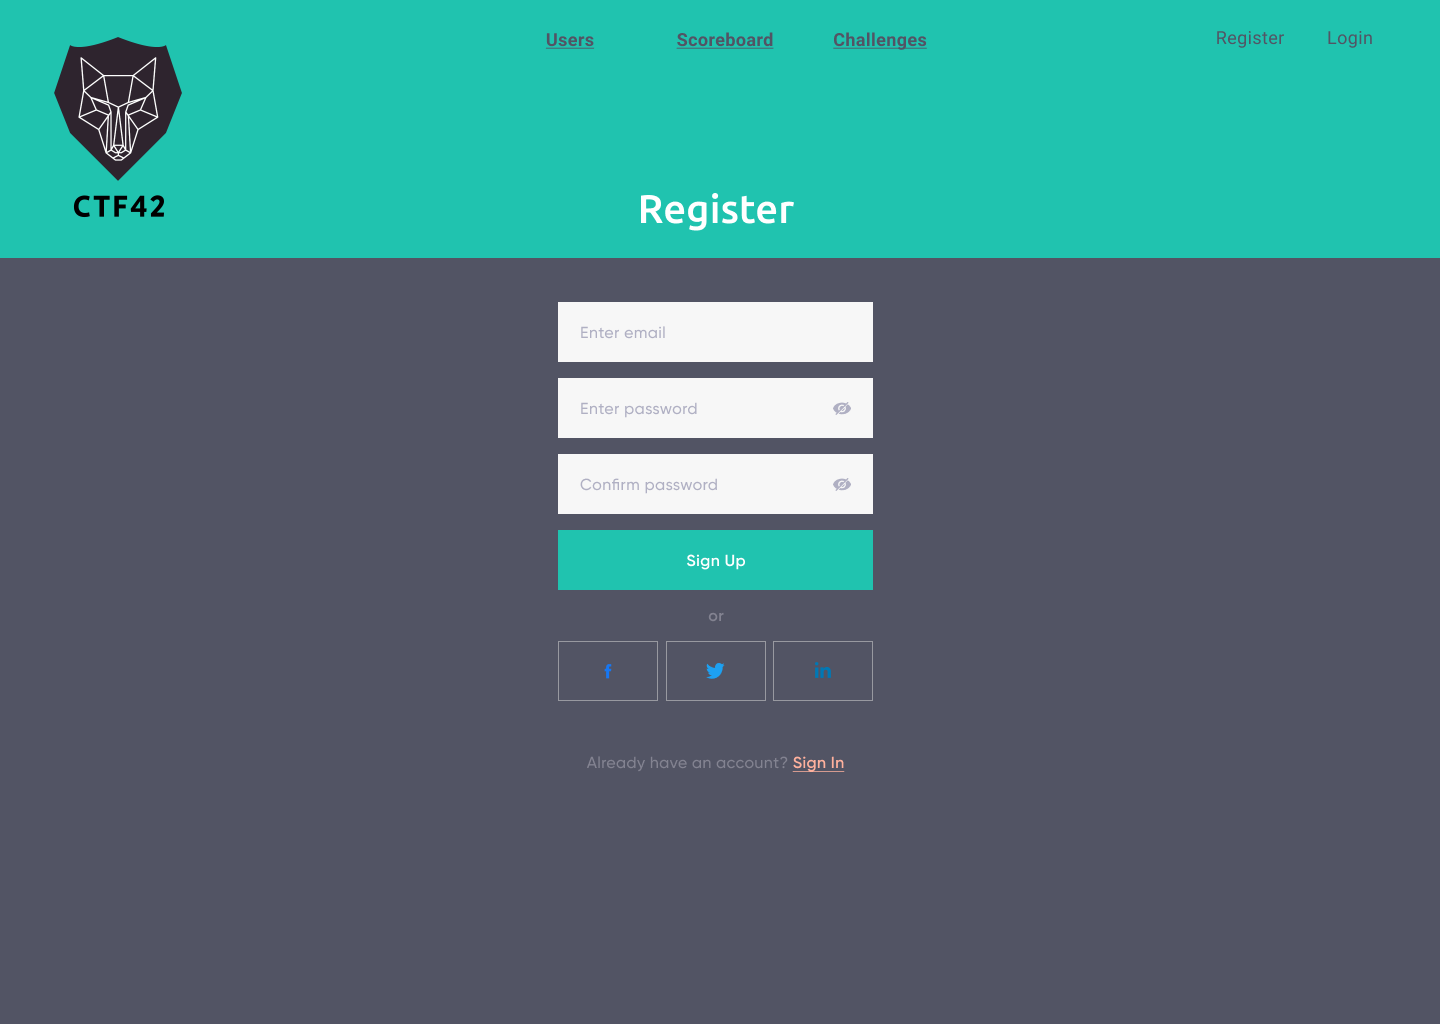 Users Scoreboard Challenges Register Login
CTF42
Register
Enter email
Enter password
Confirm password
Sign Up
or
f
in
Already have an account? Sign In